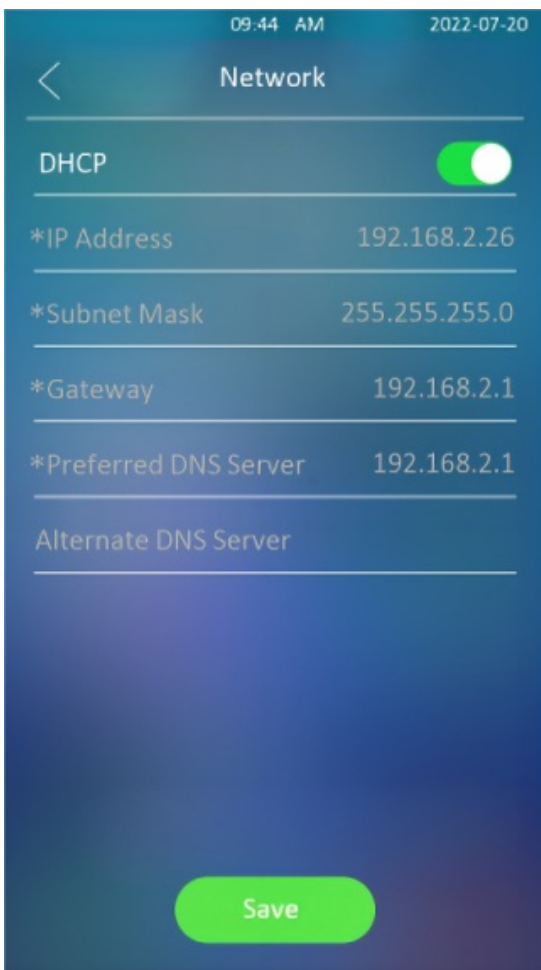 09:44 AM 2022-07-20
Network
DHCP
*IP Address 192.168.2.26
*Subnet Mask 255.255.255.0
*Gateway 192.168.2.1
*Preferred DNS Server 192.168.2.1
Alternate DNS Server
Save